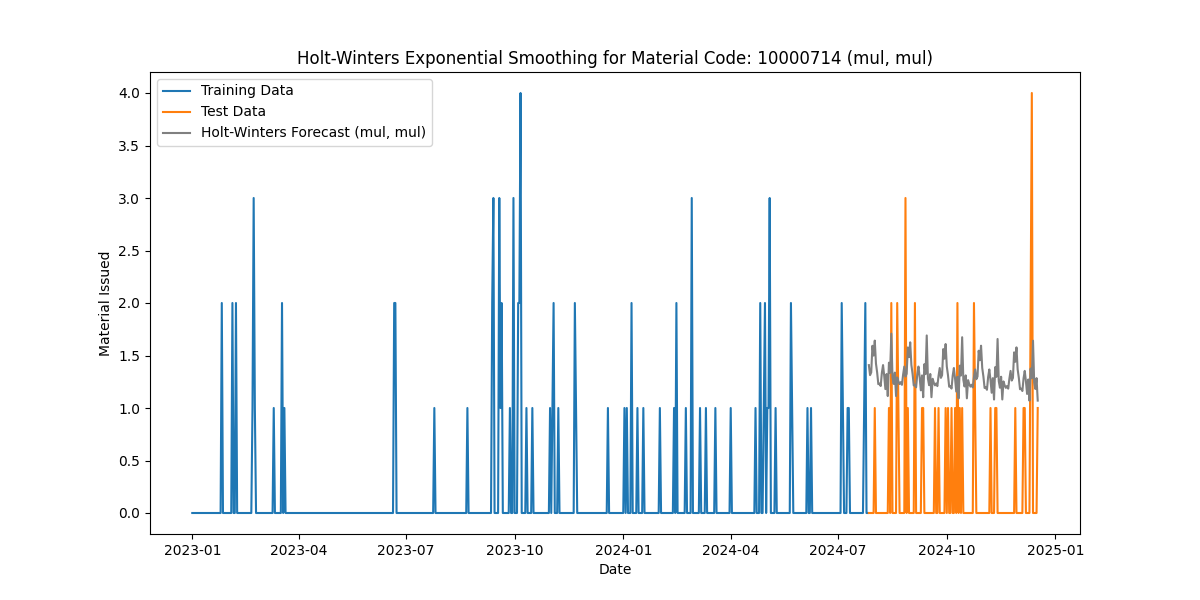 Holt-Winters Exponential Smoothing for Material Code: 10000714 (mul, mul)
Training Data
Test Data
Holt-Winters Forecast (mul, mul)
Material Issued
4.0
3.5
3.0
2.5
2.0
1.5
1.0
0.5
0.0
2023-01 2023-04 2023-07 2023-10 2024-01 2024-04 2024-07 2024-10 2025-01
Date